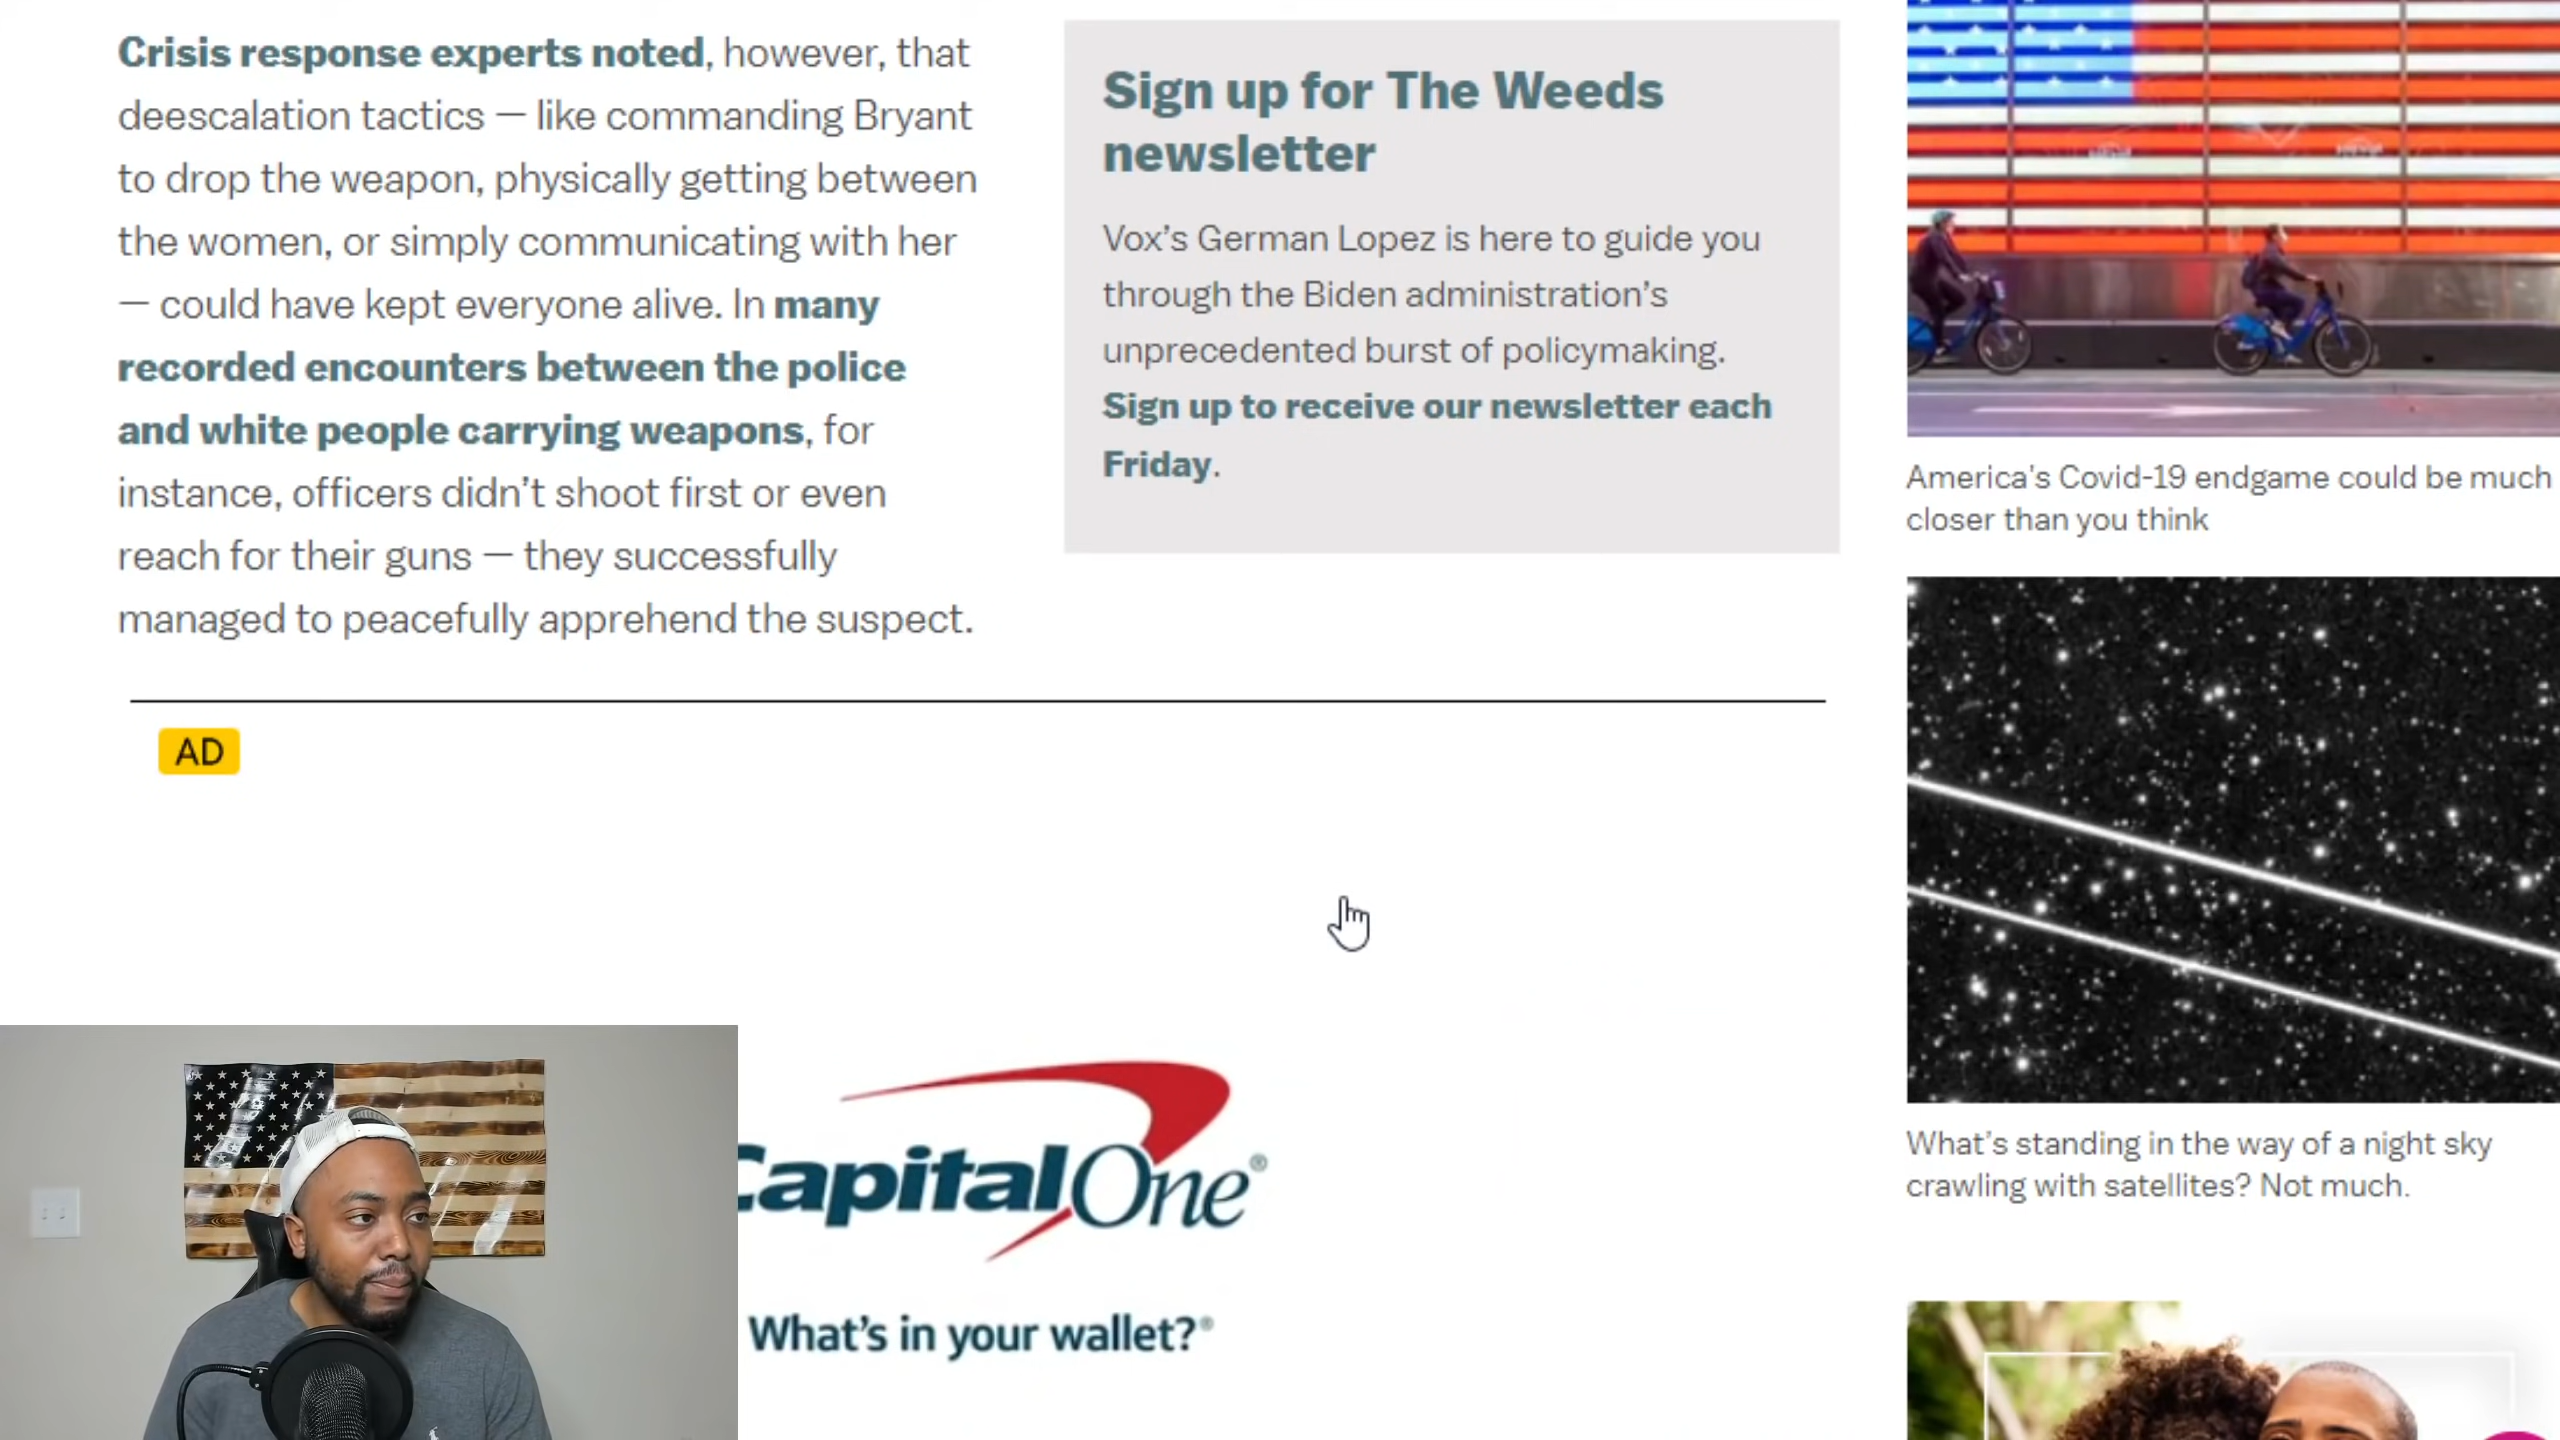 Crisis response experts noted, however, that
deescalation tactics — like commanding Bryant
to drop the weapon, physically getting between
the women, or simply communicating with her
— could have kept everyone alive. In many
recorded encounters between the police
and white people carrying weapons, for
instance, officers didn't shoot first or even
reach for their guns — they successfully
managed to peacefully apprehend the suspect.
Sign up for The Weeds
newsletter
Vox's German Lopez is here to guide you
through the Biden administration's
unprecedented burst of policymaking.
Sign up to receive our newsletter each
Friday.
America's Covid-19 endgame could be much
closer than you think
What's standing in the way of a night sky
crawling with satellites? Not much.
AD
CapitalOne®
What's in your wallet?®